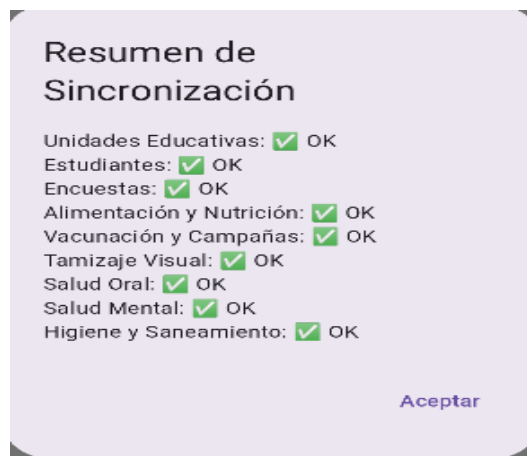 Resumen de
Sincronización
Unidades Educativas: ✅ OK
Estudiantes: ✅ OK
Encuestas: ✅ OK
Alimentación y Nutrición: ✅ OK
Vacunación y Campañas: ✅ OK
Tamizaje Visual: ✅ OK
Salud Oral: ✅ OK
Salud Mental: ✅ OK
Higiene y Saneamiento: ✅ OK
Aceptar